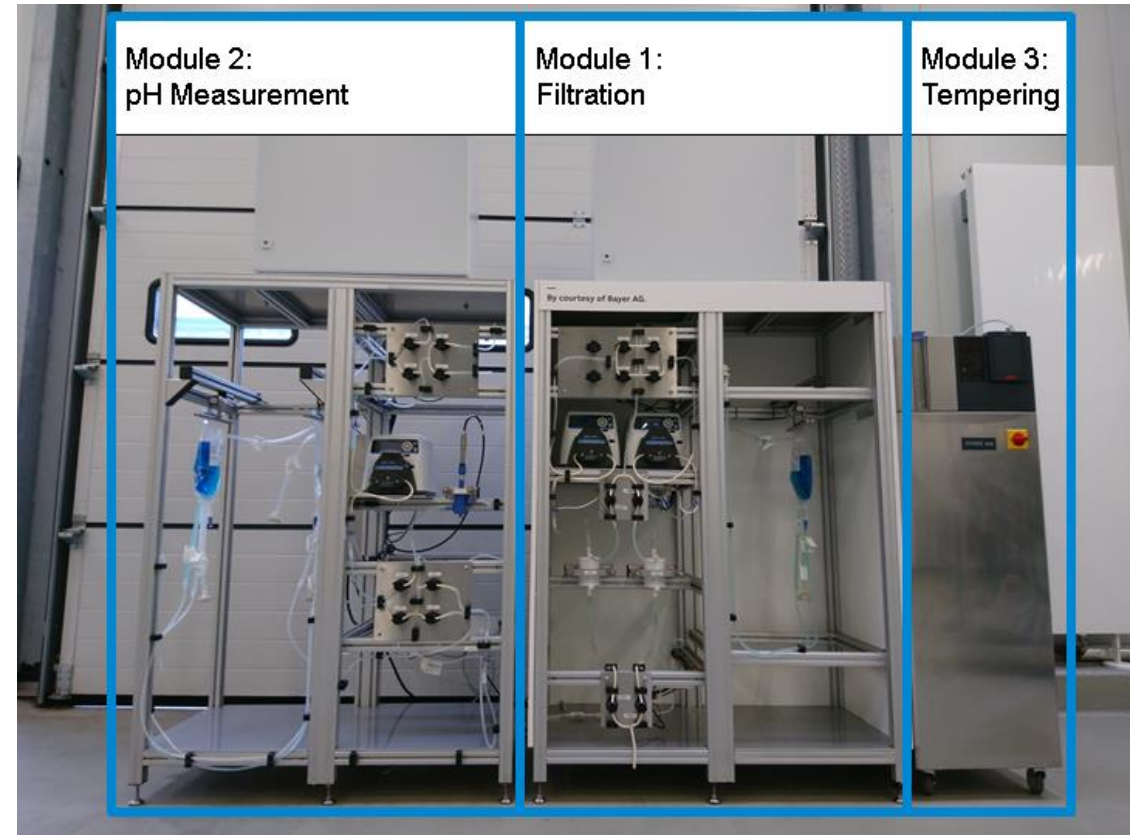 Module 2:
pH Measurement
Module 1:
Filtration
Module 3:
Tempering
By courtesy of Bayer AG.